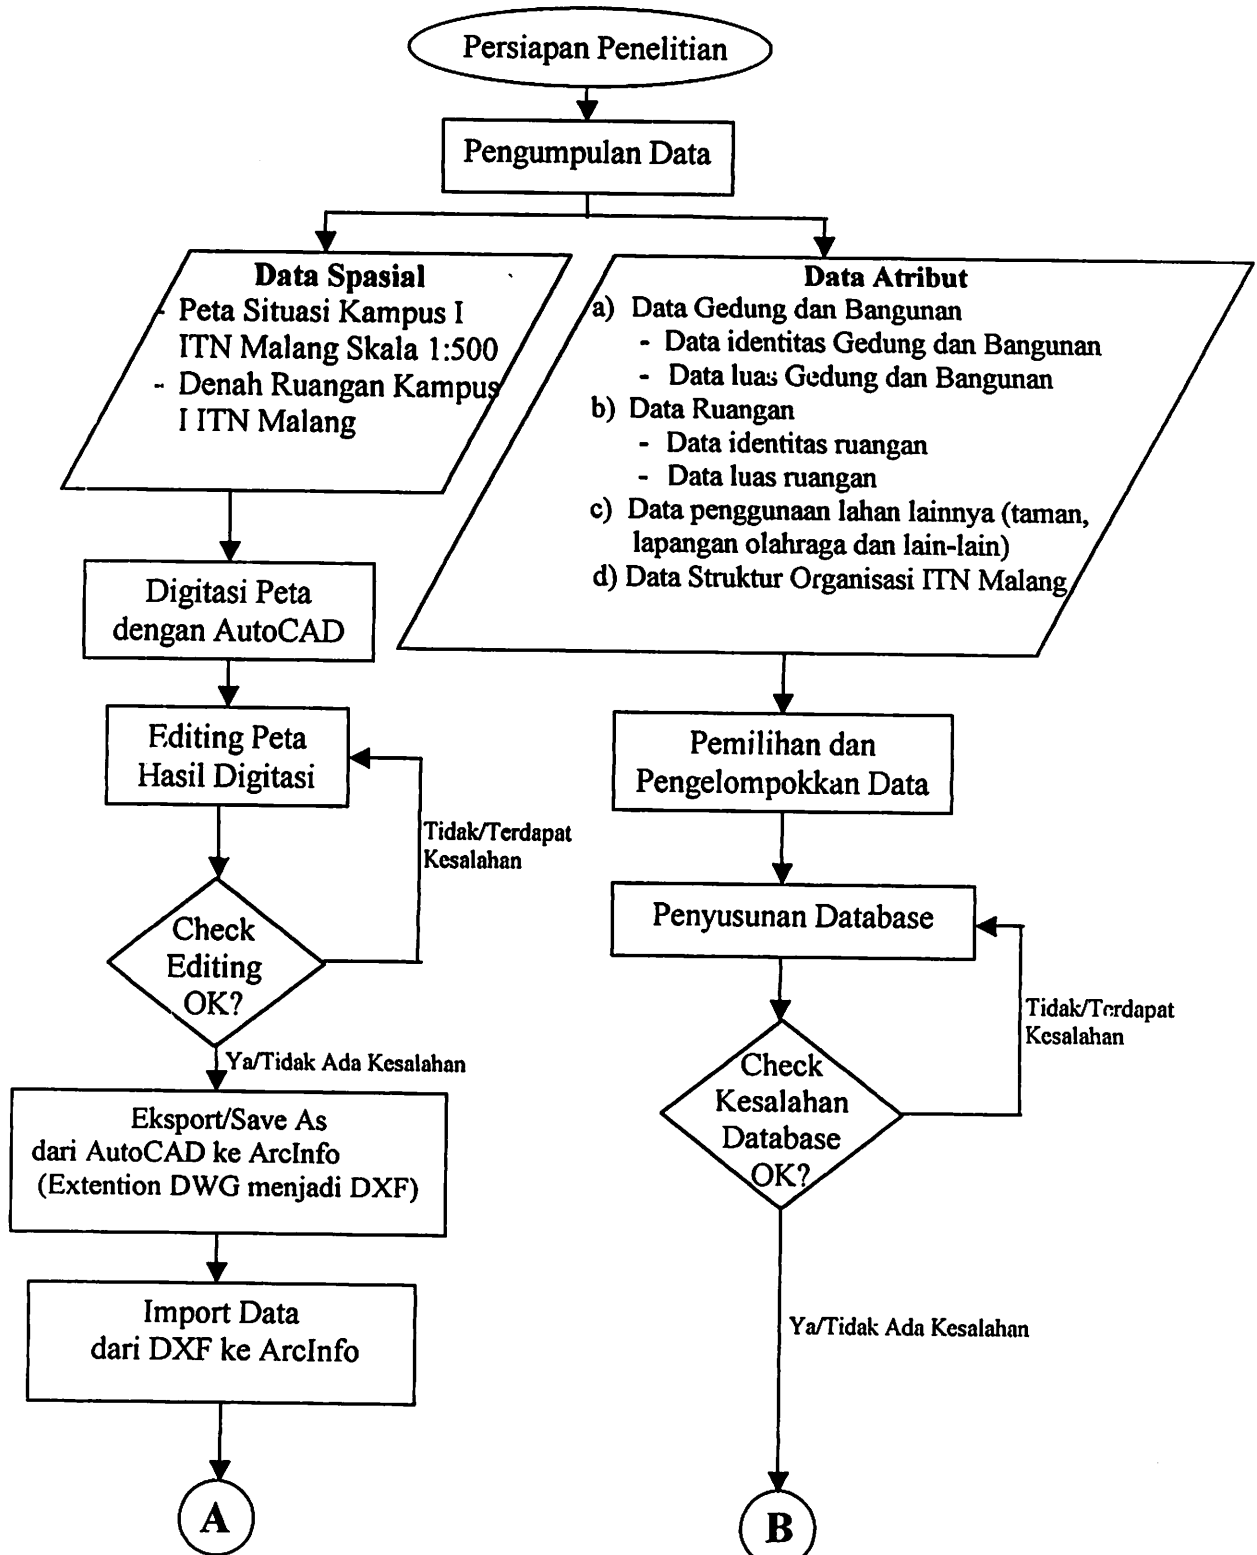 Persiapan Penelitian
Pengumpulan Data
Data Spasial
- Peta Situasi Kampus I
ITN Malang Skala 1:500
- Denah Ruangan Kampus
I ITN Malang
Data Atribut
a) Data Gedung dan Bangunan
- Data identitas Gedung dan Bangunan
- Data luas Gedung dan Bangunan
b) Data Ruangan
- Data identitas ruangan
- Data luas ruangan
c) Data penggunaan lahan lainnya (taman,
lapangan olahraga dan lain-lain)
d) Data Struktur Organisasi ITN Malang
Digitasi Peta
dengan AutoCAD
Editing Peta
Hasil Digitasi
Tidak/Terdapat
Kesalahan
Check
Editing
OK?
Ya/Tidak Ada Kesalahan
Eksport/Save As
dari AutoCAD ke ArcInfo
(Extention DWG menjadi DXF)
Import Data
dari DXF ke ArcInfo
A
Pemilihan dan
Pengelompokkan Data
Penyusunan Database
Tidak/Terdapat
Kesalahan
Check
Kesalahan
Database
OK?
Ya/Tidak Ada Kesalahan
B